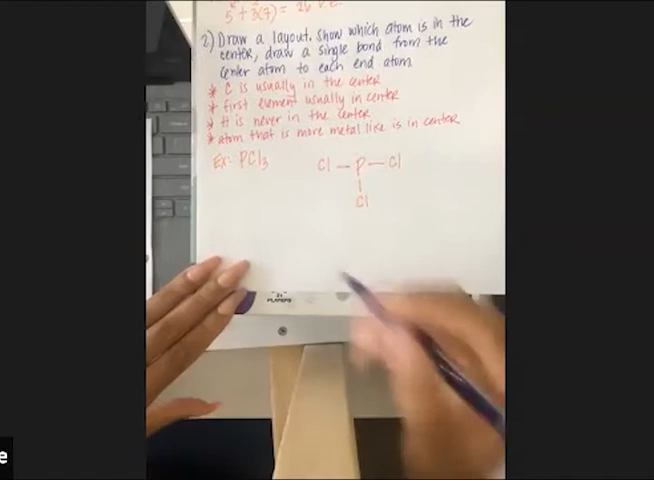 5 + 3(7) = 26 v.e.
2) Draw a layout. Show which atom is in the
center, draw a single bond from the
center atom to each end atom
* C is usually in the center
* first element usually in center
* H is never in the center
* atom that is more metal like is in center
Ex: PCl3 Cl — P — Cl
|
Cl
PLAYERS
e